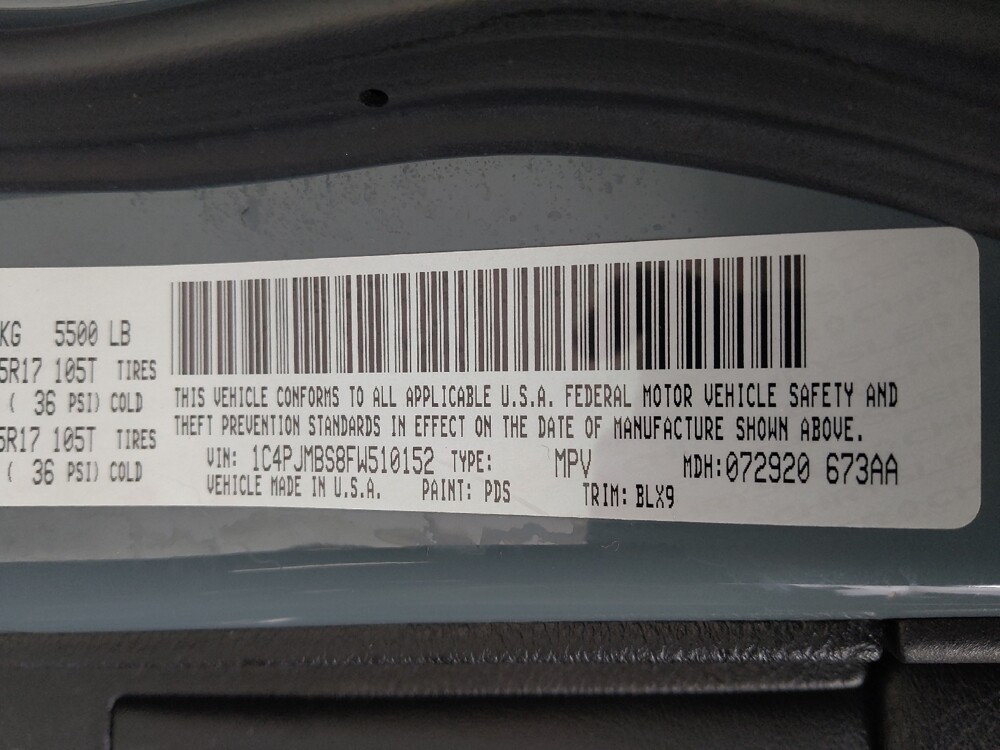 KG 5500 LB
5R17 105T TIRES
( 36 PSI) COLD
5R17 105T TIRES
( 36 PSI) COLD
THIS VEHICLE CONFORMS TO ALL APPLICABLE U.S.A. FEDERAL MOTOR VEHICLE SAFETY AND
THEFT PREVENTION STANDARDS IN EFFECT ON THE DATE OF MANUFACTURE SHOWN ABOVE.
VIN: 1C4PJMBS8FW510152 TYPE: MPV MDH:072920 673AA
VEHICLE MADE IN U.S.A. PAINT: PDS TRIM: BLX9